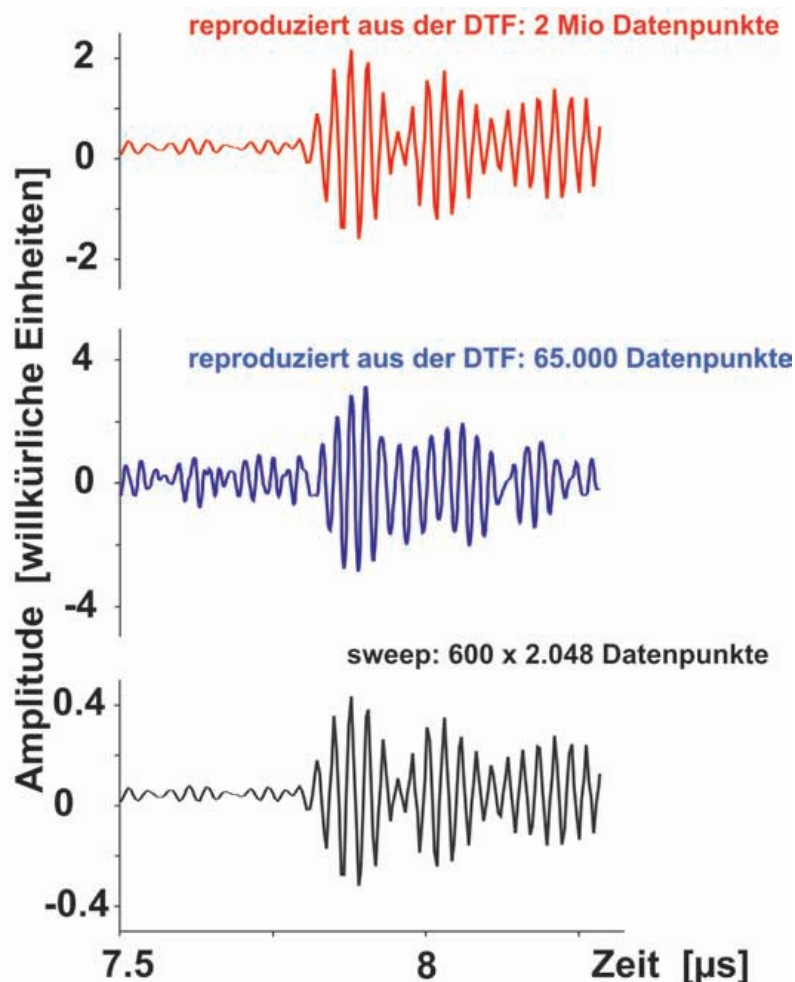 reproduziert aus der DTF: 2 Mio Datenpunkte
2
0
-2
reproduziert aus der DTF: 65.000 Datenpunkte
4
0
-4
Amplitude [willkürliche Einheiten]
sweep: 600 x 2.048 Datenpunkte
0.4
0
-0.4
7.5
8
Zeit [µs]